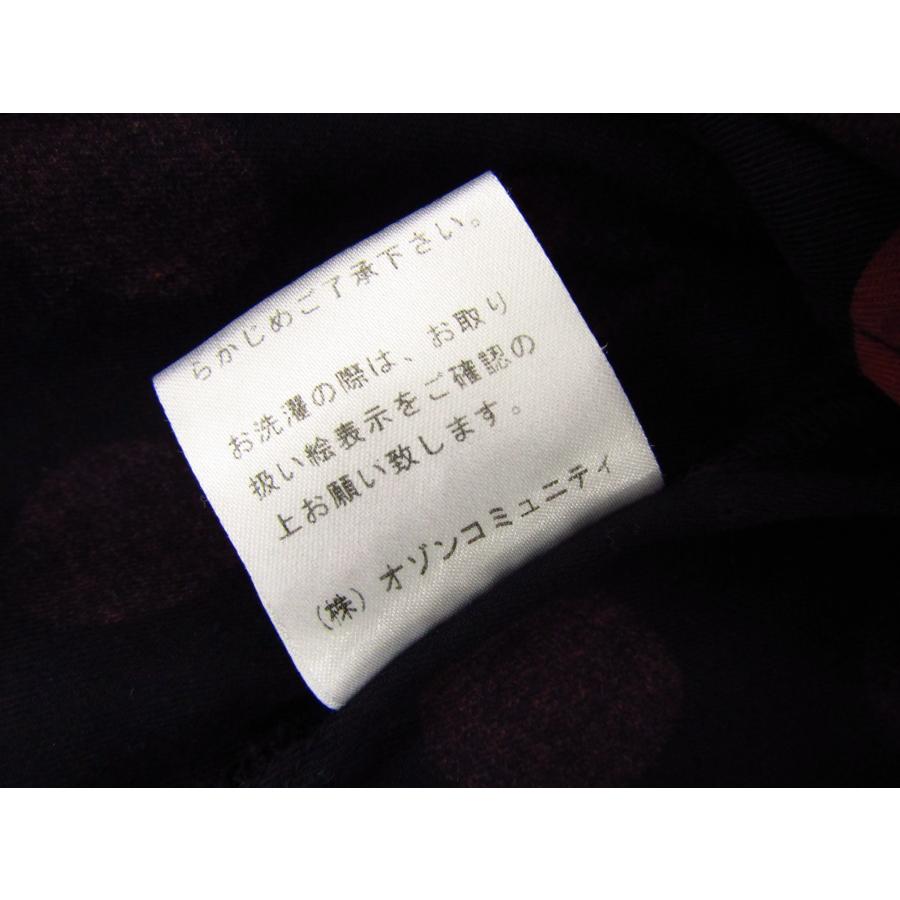 らかじめご了承下さい。
お洗濯の際は、お取り
扱い絵表示をご確認の
上お願い致します。
（株）オゾンコミュニティ